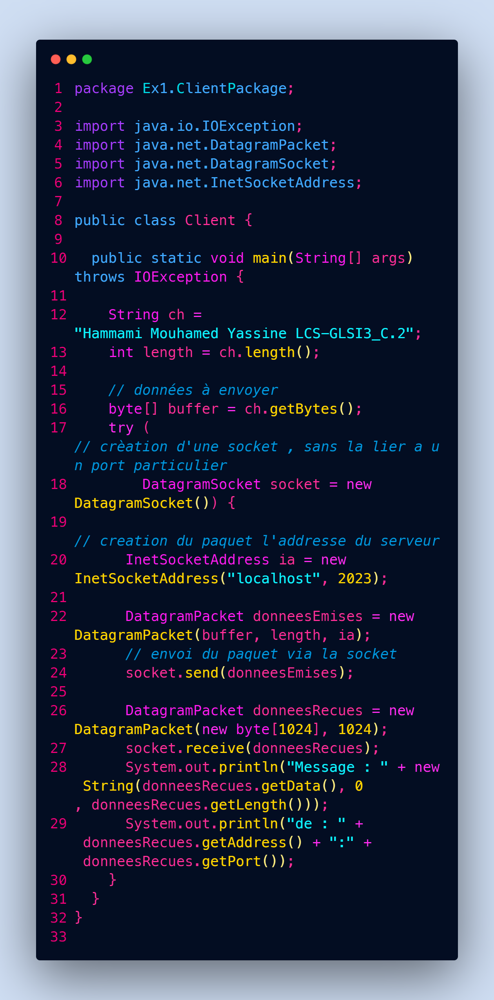 1 package Ex1.ClientPackage;
2
3 import java.io.IOException;
4 import java.net.DatagramPacket;
5 import java.net.DatagramSocket;
6 import java.net.InetSocketAddress;
7
8 public class Client {
9
10   public static void main(String[] args)
throws IOException {
11
12     String ch =
"Hammami Mouhamed Yassine LCS-GLSI3_C.2";
13     int length = ch.length();
14
15     // données à envoyer
16     byte[] buffer = ch.getBytes();
17     try (
// crèation d'une socket , sans la lier a u
n port particulier
18         DatagramSocket socket = new
DatagramSocket()) {
19
// creation du paquet l'addresse du serveur
20       InetSocketAddress ia = new
InetSocketAddress("localhost", 2023);
21
22       DatagramPacket donneesEmises = new
DatagramPacket(buffer, length, ia);
23       // envoi du paquet via la socket
24       socket.send(donneesEmises);
25
26       DatagramPacket donneesRecues = new
DatagramPacket(new byte[1024], 1024);
27       socket.receive(donneesRecues);
28       System.out.println("Message : " + new
 String(donneesRecues.getData(), 0
, donneesRecues.getLength()));
29       System.out.println("de : " +
 donneesRecues.getAddress() + ":" +
 donneesRecues.getPort());
30     }
31   }
32 }
33